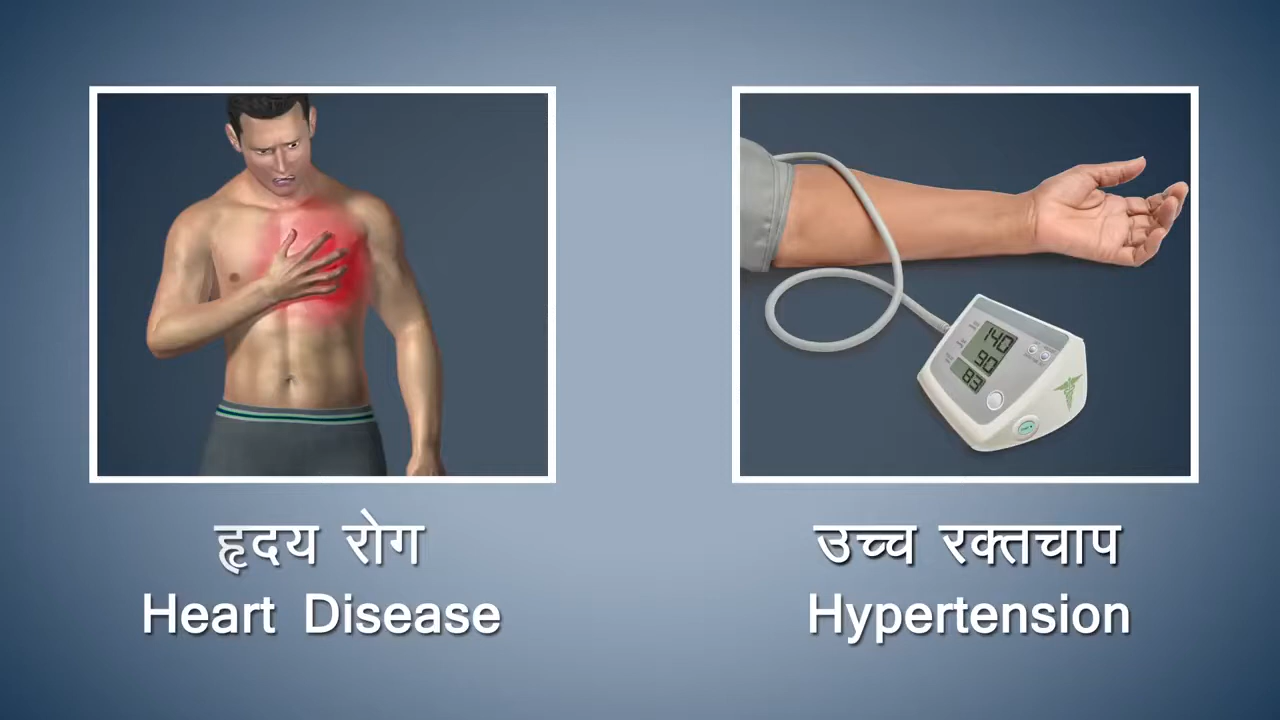 140
90
83
हृदय रोग
Heart Disease
उच्च रक्तचाप
Hypertension